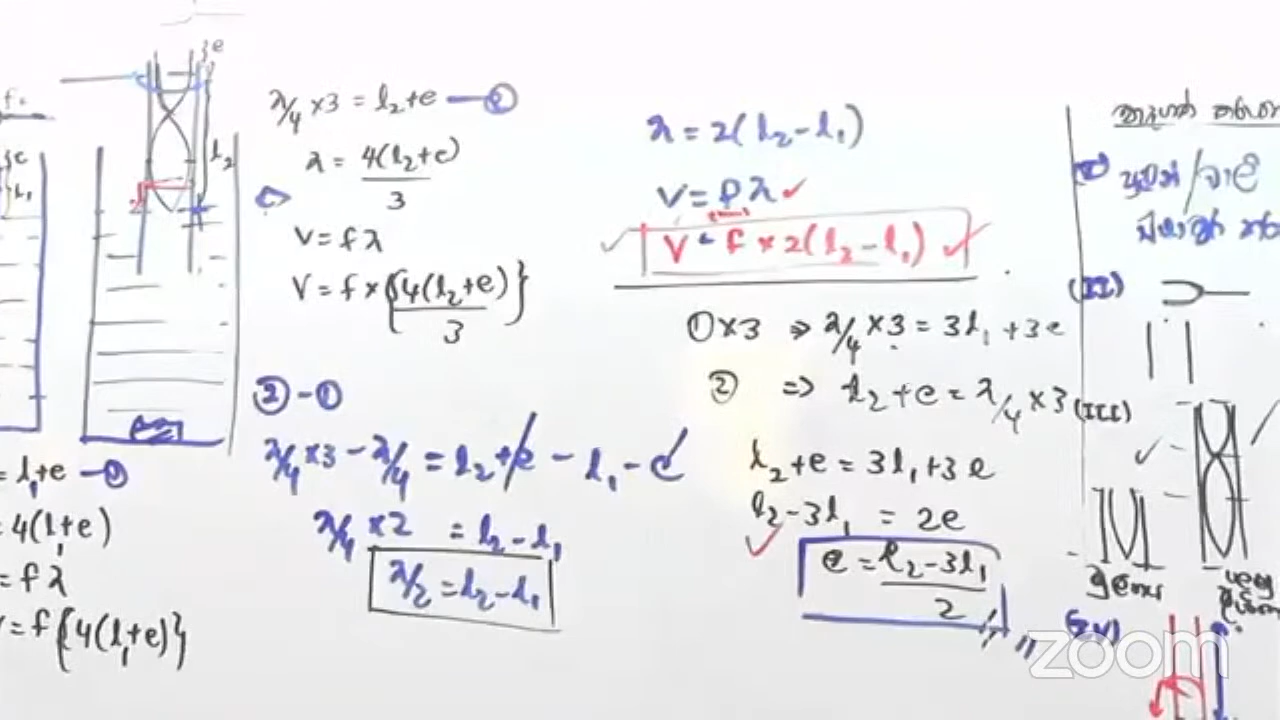 f.
e
l₁
= l₁+e —①
= 4(l₁+e)
= fλ
V = f{4(l₁+e)}
e
l₂
λ/4 ×3 = l₂+e —②
λ = 4(l₂+e)/3
V = fλ
V = f×{4(l₂+e)/3}
② - ①
λ/4 ×3 - λ/4 = l₂+e - l₁ - e
λ/4 ×2 = l₂-l₁
λ/2 = l₂-l₁
λ = 2(l₂-l₁)
V = fλ ✓
✓ V = f × 2(l₂-l₁) ✓
①×3 ⇒ λ/4 ×3 = 3l₁+3e
② ⇒ l₂+e = λ/4 ×3
l₂+e = 3l₁+3e
l₂-3l₁ = 2e
✓ e = l₂-3l₁/2 //
(II)
(III)
✓
(IV)
zoom